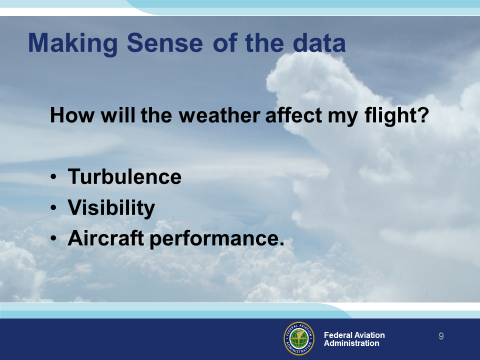 Making Sense of the data
How will the weather affect my flight?
• Turbulence
• Visibility
• Aircraft performance.
Federal Aviation
Administration
9